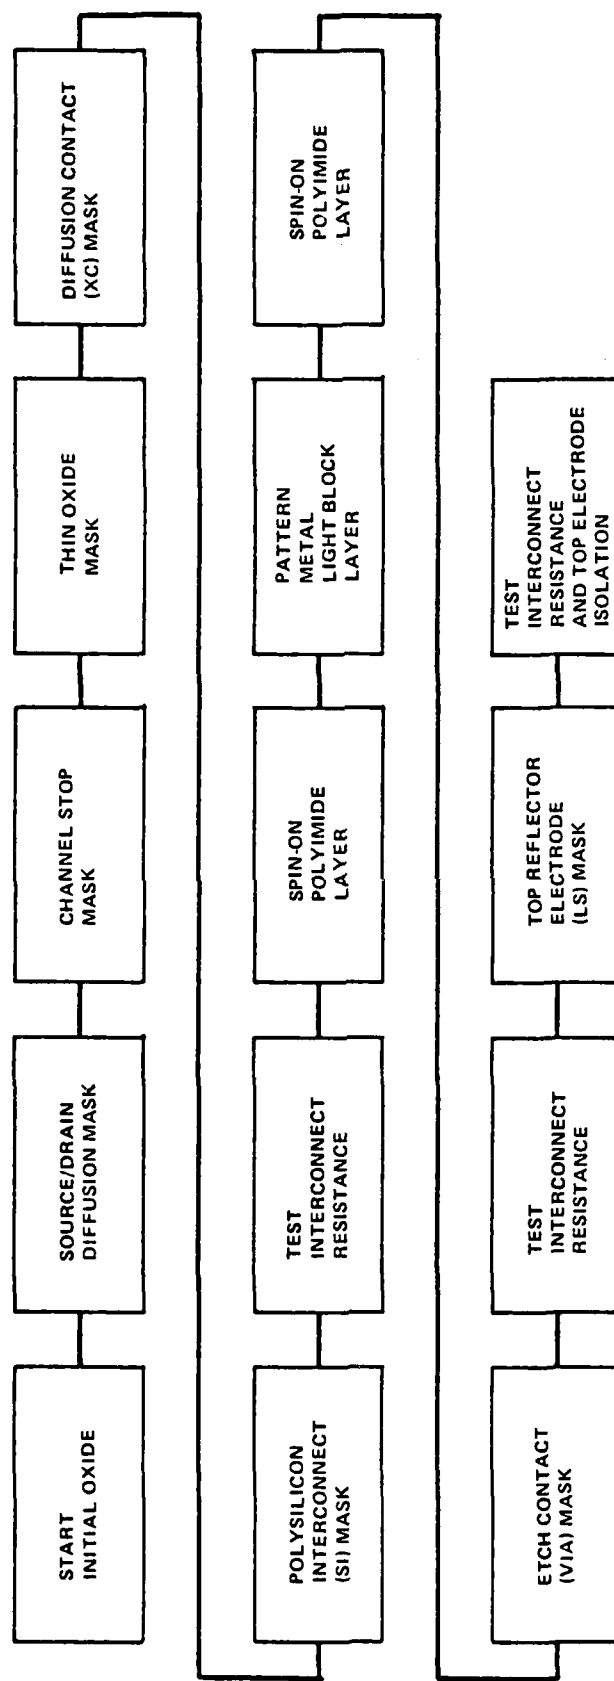 START
INITIAL OXIDE
SOURCE/DRAIN
DIFFUSION MASK
CHANNEL STOP
MASK
THIN OXIDE
MASK
DIFFUSION CONTACT
(XC) MASK
POLYSILICON
INTERCONNECT
(SI) MASK
TEST
INTERCONNECT
RESISTANCE
SPIN-ON
POLYIMIDE
LAYER
PATTERN
METAL
LIGHT BLOCK
LAYER
SPIN-ON
POLYIMIDE
LAYER
ETCH CONTACT
(VIA) MASK
TEST
INTERCONNECT
RESISTANCE
TOP REFLECTOR
ELECTRODE
(LS) MASK
TEST
INTERCONNECT
RESISTANCE
AND TOP ELECTRODE
ISOLATION